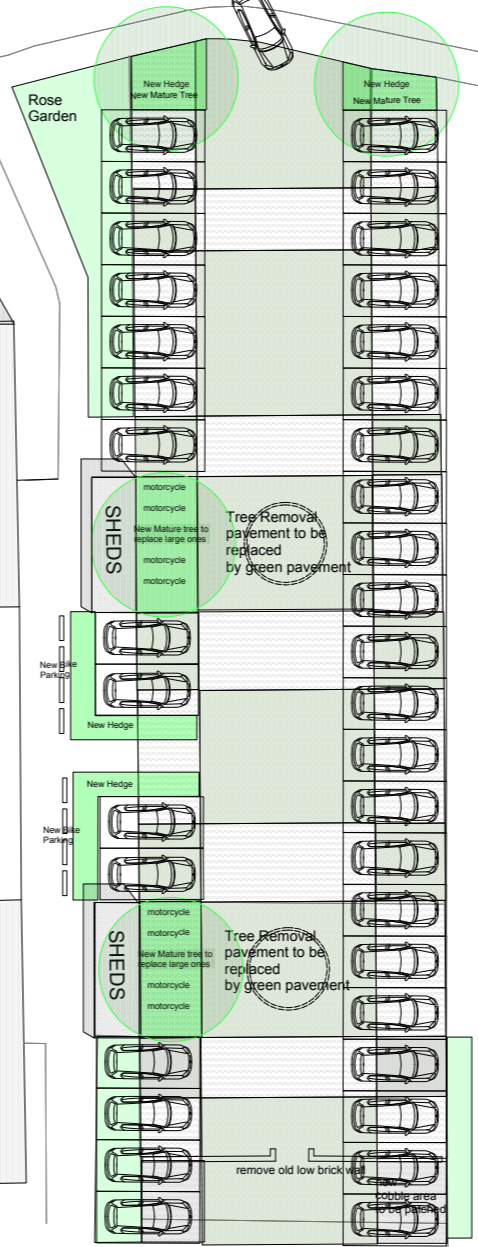 New Hedge
New Mature Tree
New Hedge
New Mature Tree
Rose
Garden
SHEDS
motorcycle
motorcycle
New Mature tree to
replace large ones
motorcycle
motorcycle
Tree Removal
pavement to be
replaced
by green pavement
New Bike
Parking
New Hedge
New Hedge
New Bike
Parking
SHEDS
motorcycle
motorcycle
New Mature tree to
replace large ones
motorcycle
motorcycle
Tree Removal
pavement to be
replaced
by green pavement
remove old low brick wall
new
cobble area
to be patched